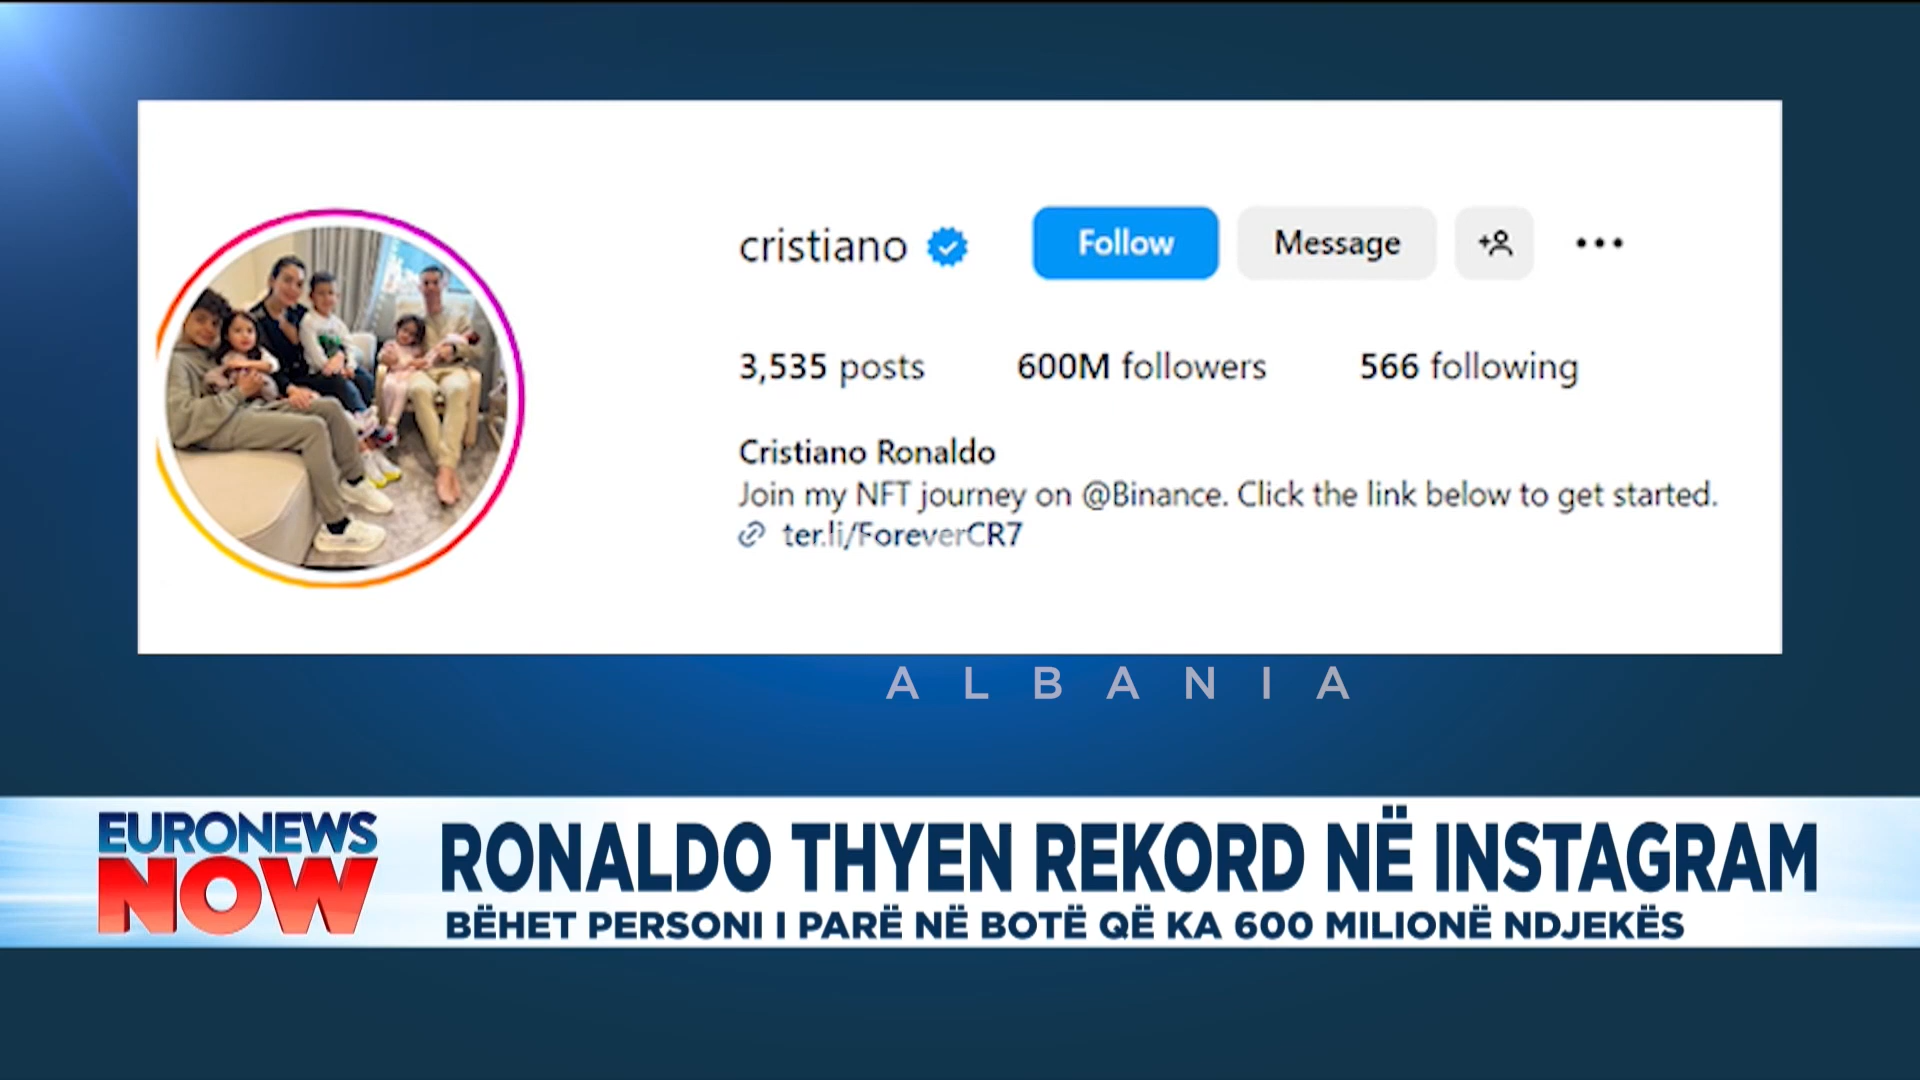 cristiano
Follow
Message
3,535 posts 600M followers 566 following
Cristiano Ronaldo
Join my NFT journey on @Binance. Click the link below to get started.
ter.li/ForeverCR7
ALBANIA
EURONEWS
NOW
RONALDO THYEN REKORD NË INSTAGRAM
BËHET PERSONI I PARË NË BOTË QË KA 600 MILIONË NDJEKËS